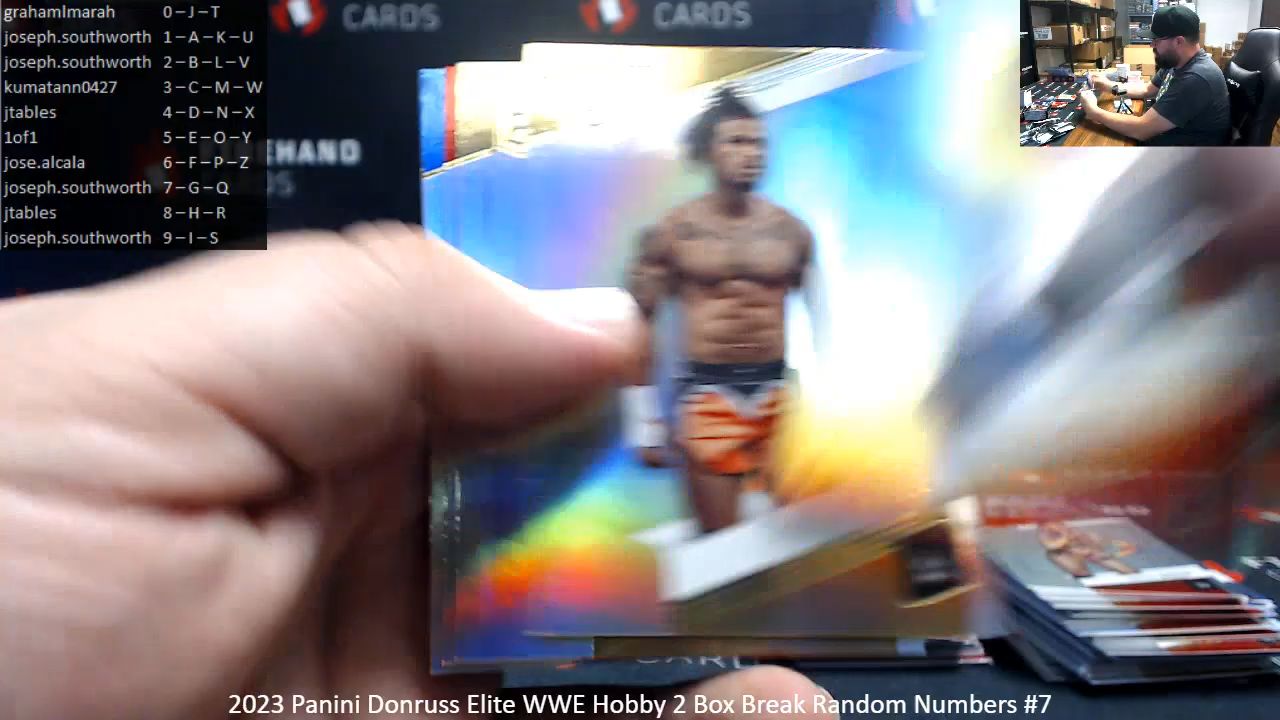 grahamlmarah 0-J-T
joseph.southworth 1-A-K-U
joseph.southworth 2-B-L-V
kumatann0427 3-C-M-W
jtables 4-D-N-X
1of1 5-E-O-Y
jose.alcala 6-F-P-Z
joseph.southworth 7-G-Q
jtables 8-H-R
joseph.southworth 9-I-S
CARDS
CARDS
2023 Panini Donruss Elite WWE Hobby 2 Box Break Random Numbers #7